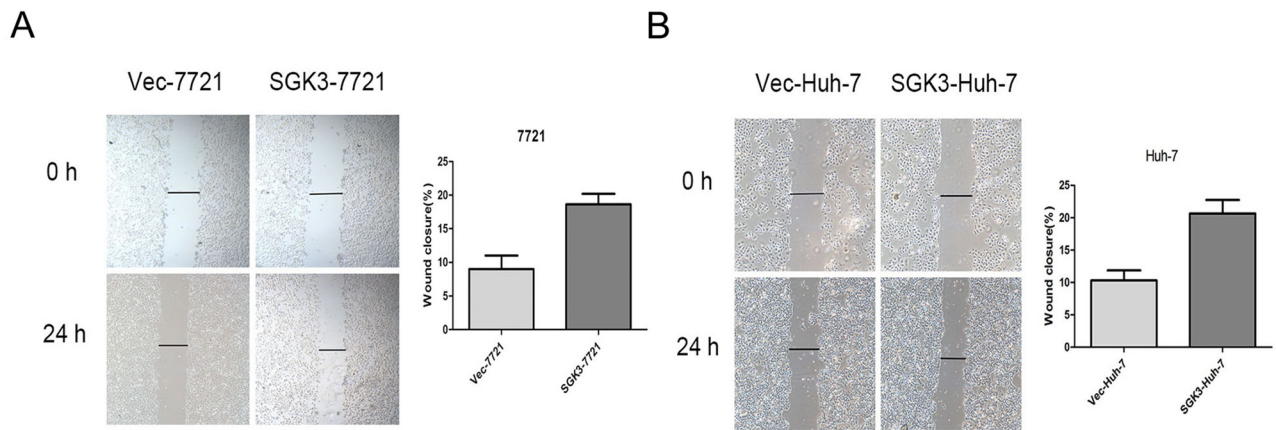 A
Vec-7721 SGK3-7721
0 h
24 h
7721
Wound closure(%)
25
20
15
10
5
0
Vec-7721
SGK3-7721
B
Vec-Huh-7 SGK3-Huh-7
0 h
24 h
Huh-7
Wound closure(%)
25
20
15
10
5
0
Vec-Huh-7
SGK3-Huh-7